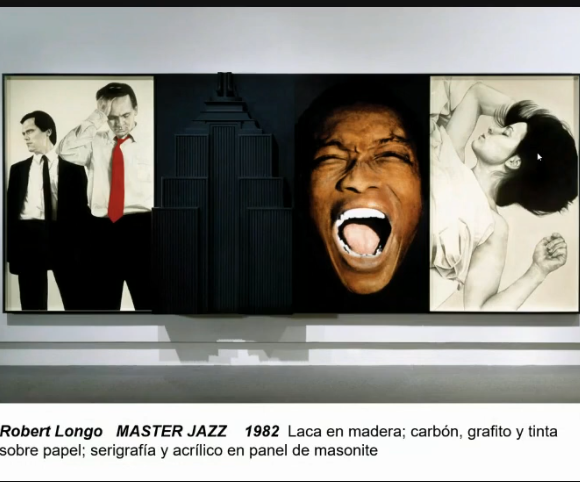 Robert Longo MASTER JAZZ 1982 Laca en madera; carbón, grafito y tinta
sobre papel; serigrafía y acrílico en panel de masonite